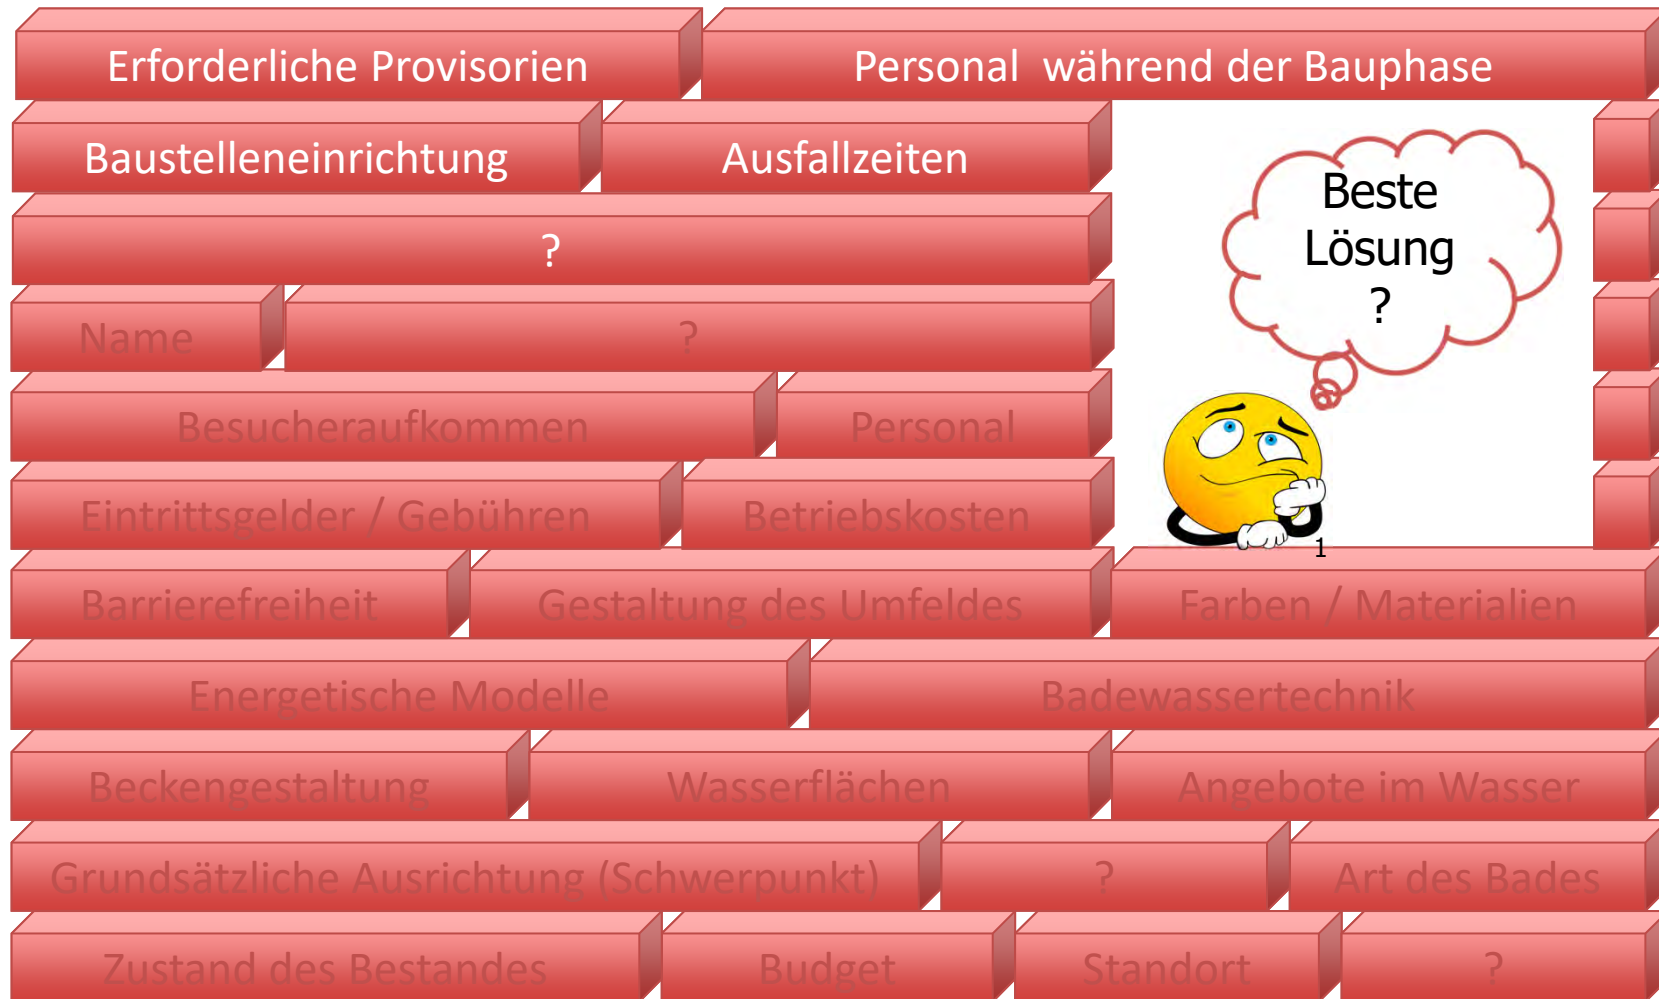 Erforderliche Provisorien
Personal während der Bauphase
Baustelleneinrichtung
Ausfallzeiten
Beste
Lösung
?
?
Name
?
Besucheraufkommen
Personal
Eintrittsgelder / Gebühren
Betriebskosten
1
Barrierefreiheit
Gestaltung des Umfeldes
Farben / Materialien
Energetische Modelle
Badewassertechnik
Beckengestaltung
Wasserflächen
Angebote im Wasser
Grundsätzliche Ausrichtung (Schwerpunkt)
?
Art des Bades
Zustand des Bestandes
Budget
Standort
?